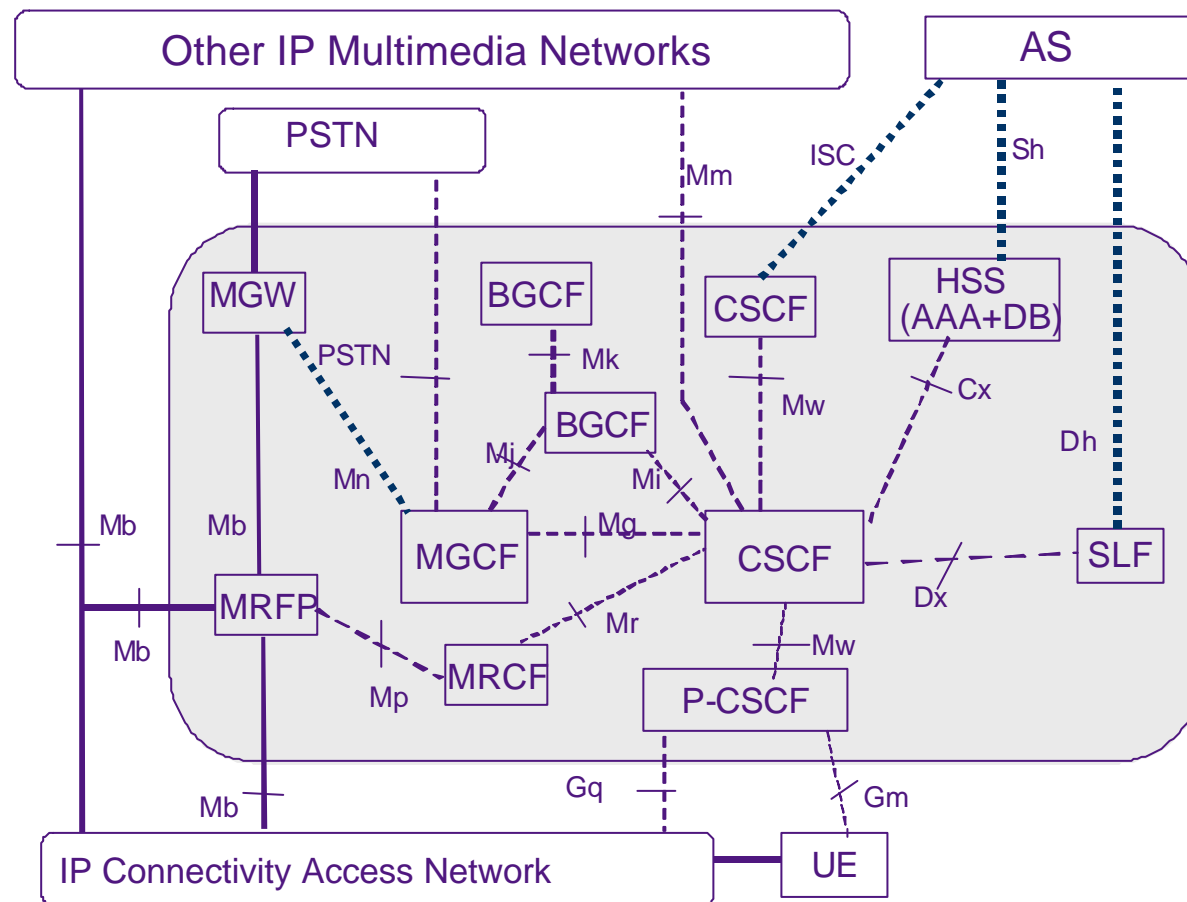 Other IP Multimedia Networks
AS
PSTN
ISC
Sh
Mm
MGW
BGCF
CSCF
HSS
(AAA+DB)
PSTN
Mk
Mw
Cx
BGCF
Mj
Mi
Dh
Mn
Mb
Mb
Mg
MGCF
CSCF
SLF
Dx
MRFP
Mr
Mb
Mw
MRCF
Mp
P-CSCF
Gq
Gm
Mb
IP Connectivity Access Network
UE